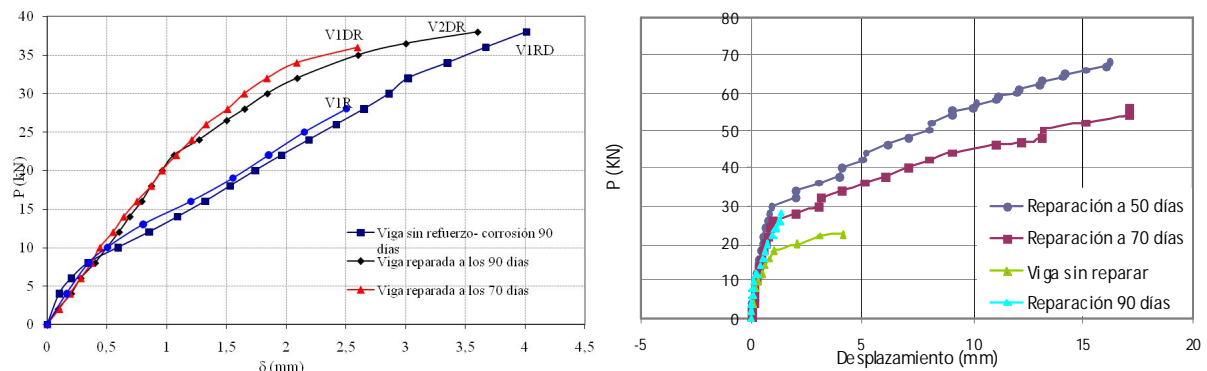 40
35
30
25
20
15
10
5
0
P (kN)
0
0,5
1
1,5
2
2,5
3
3,5
4
4,5
δ (mm)
V1DR
V2DR
V1RD
V1R
Viga sin refuerzo- corrosión 90
dias
Viga reparada a los 90 dias
Viga reparada a los 70 dias
80
70
60
50
40
30
20
10
0
P (KN)
-5
0
5
10
15
20
Desplazamiento (mm)
Reparación a 50 días
Reparación a 70 días
Viga sin reparar
Reparación 90 días